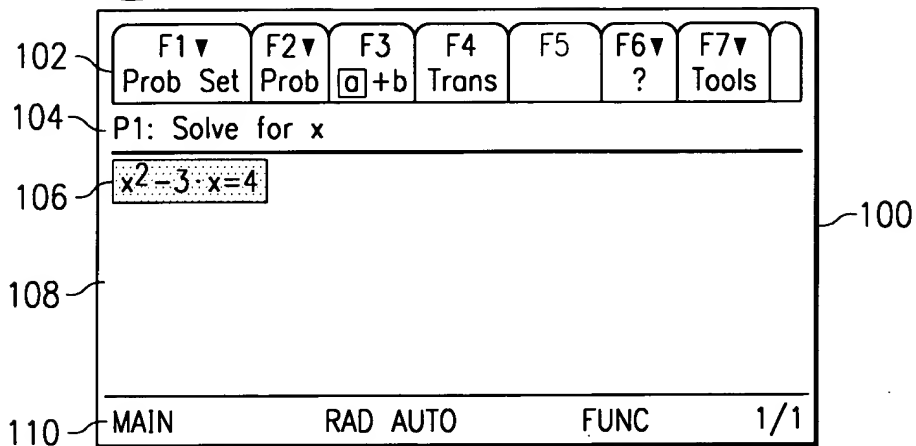 F1▼ F2▼ F3 F4 F5 F6▼ F7▼
102 Prob Set Prob a+b Trans ? Tools
104 P1: Solve for x
106 x²-3·x=4
100
108
110 MAIN RAD AUTO FUNC 1/1